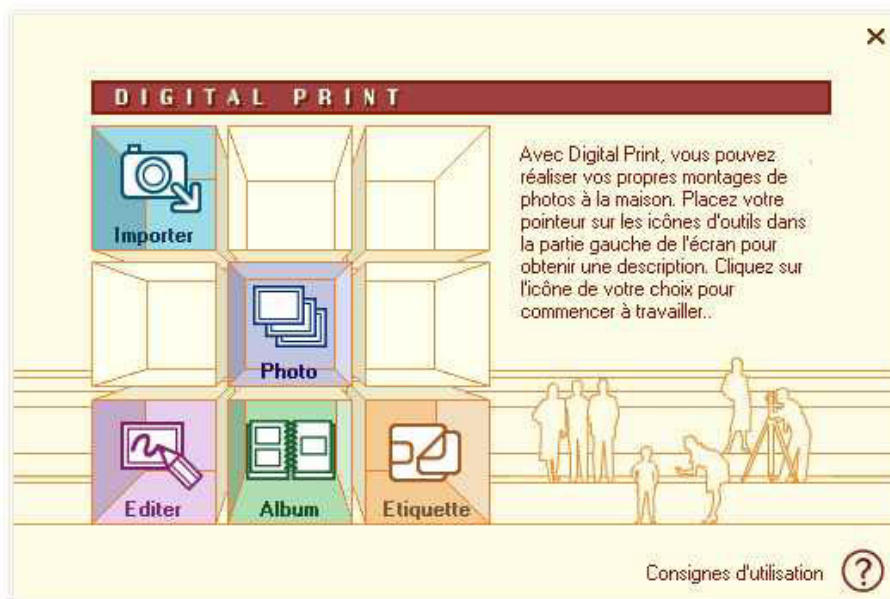 DIGITAL PRINT
Importer
Avec Digital Print, vous pouvez
réaliser vos propres montages de
photos à la maison. Placez votre
pointeur sur les icônes d'outils dans
la partie gauche de l'écran pour
obtenir une description. Cliquez sur
l'icône de votre choix pour
commencer à travailler..
Photo
Editer
Album
Etiquette
Consignes d'utilisation ?